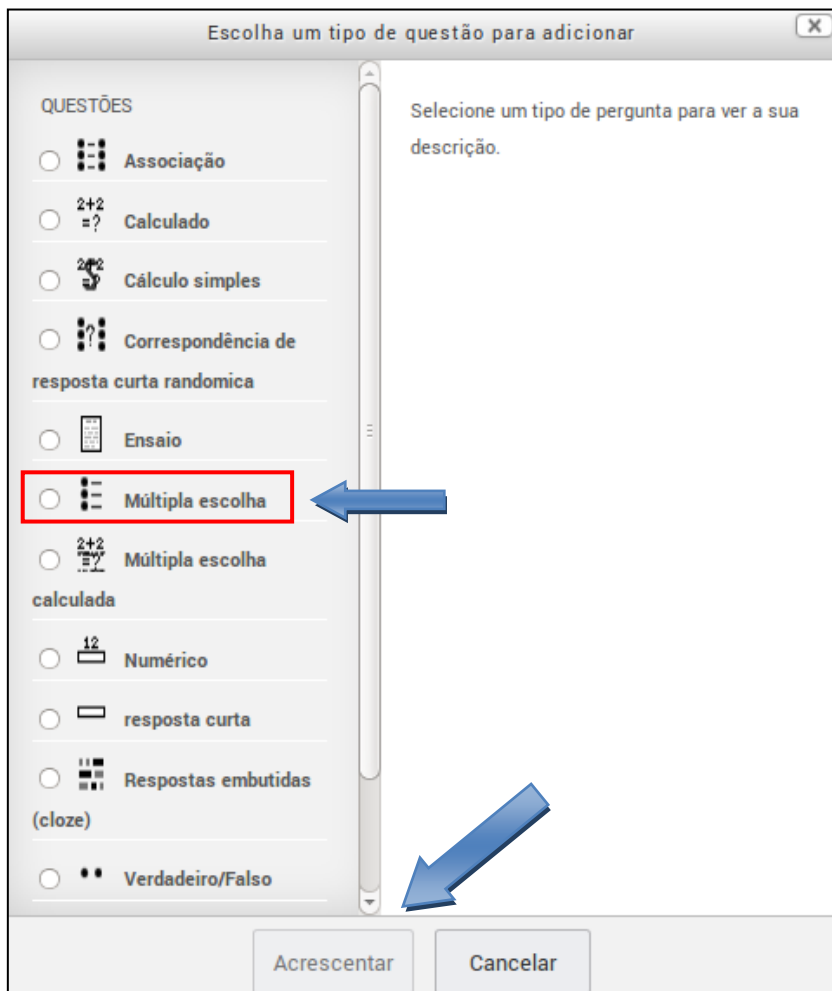 Escolha um tipo de questão para adicionar
QUESTÕES
Associação
2+2
=?
Calculado
2+2
Cálculo simples
?
Correspondência de
resposta curta randomica
Ensaio
Múltipla escolha
2+2
=?
Múltipla escolha
calculada
12
Numérico
resposta curta
Respostas embutidas
(cloze)
Verdadeiro/Falso
Selecione um tipo de pergunta para ver a sua
descrição.
Acrescentar
Cancelar